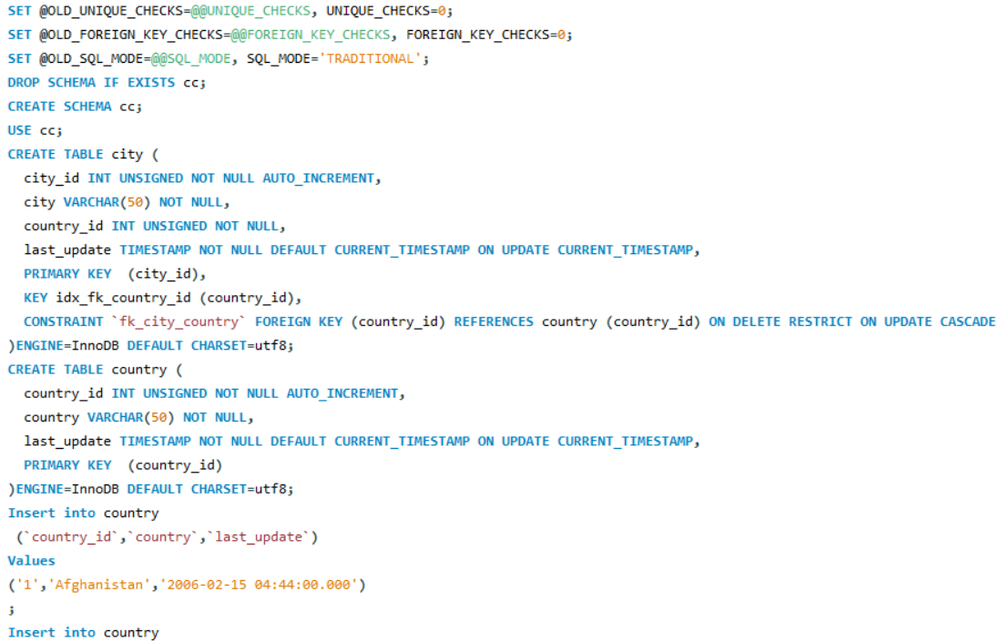 SET @OLD_UNIQUE_CHECKS=@@UNIQUE_CHECKS, UNIQUE_CHECKS=0;
SET @OLD_FOREIGN_KEY_CHECKS=@@FOREIGN_KEY_CHECKS, FOREIGN_KEY_CHECKS=0;
SET @OLD_SQL_MODE=@@SQL_MODE, SQL_MODE='TRADITIONAL';
DROP SCHEMA IF EXISTS cc;
CREATE SCHEMA cc;
USE cc;
CREATE TABLE city (
  city_id INT UNSIGNED NOT NULL AUTO_INCREMENT,
  city VARCHAR(50) NOT NULL,
  country_id INT UNSIGNED NOT NULL,
  last_update TIMESTAMP NOT NULL DEFAULT CURRENT_TIMESTAMP ON UPDATE CURRENT_TIMESTAMP,
  PRIMARY KEY  (city_id),
  KEY idx_fk_country_id (country_id),
  CONSTRAINT `fk_city_country` FOREIGN KEY (country_id) REFERENCES country (country_id) ON DELETE RESTRICT ON UPDATE CASCADE
)ENGINE=InnoDB DEFAULT CHARSET=utf8;
CREATE TABLE country (
  country_id INT UNSIGNED NOT NULL AUTO_INCREMENT,
  country VARCHAR(50) NOT NULL,
  last_update TIMESTAMP NOT NULL DEFAULT CURRENT_TIMESTAMP ON UPDATE CURRENT_TIMESTAMP,
  PRIMARY KEY  (country_id)
)ENGINE=InnoDB DEFAULT CHARSET=utf8;
Insert into country
 (`country_id`,`country`,`last_update`)
Values
('1','Afghanistan','2006-02-15 04:44:00.000')
;
Insert into country